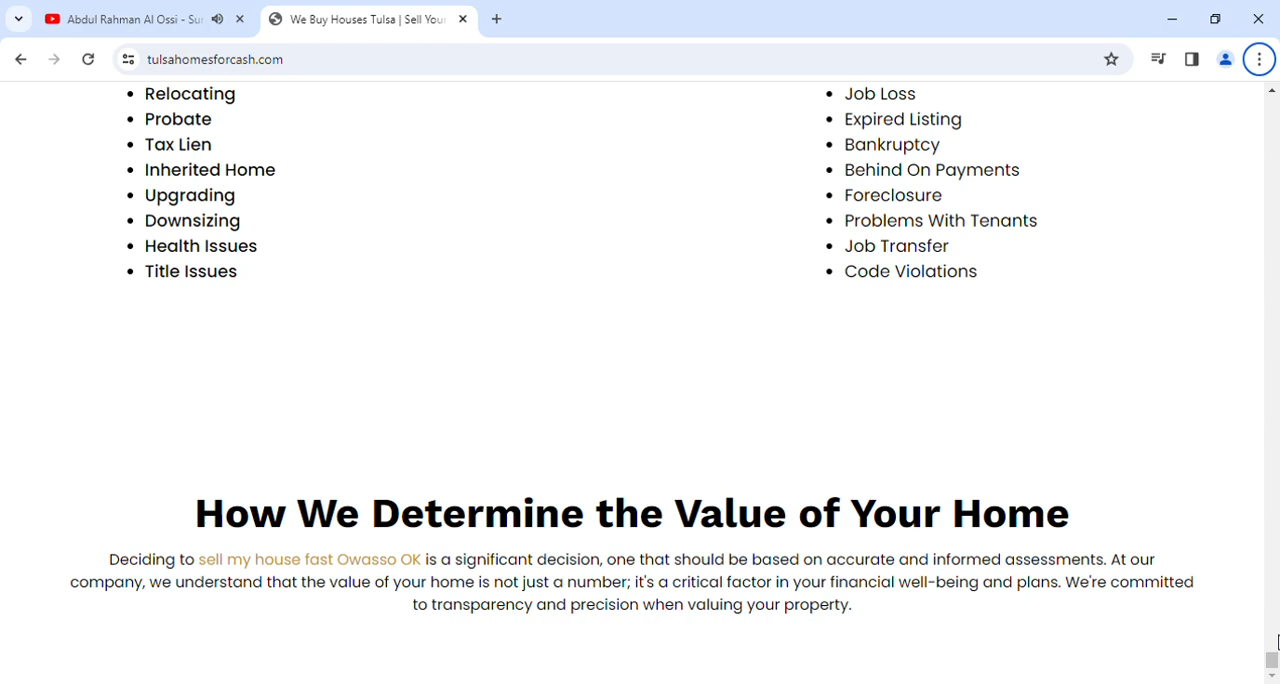 Abdul Rahman Al Ossi - Sur
We Buy Houses Tulsa | Sell Your
tulsahomesforcash.com
• Relocating
• Probate
• Tax Lien
• Inherited Home
• Upgrading
• Downsizing
• Health Issues
• Title Issues
• Job Loss
• Expired Listing
• Bankruptcy
• Behind On Payments
• Foreclosure
• Problems With Tenants
• Job Transfer
• Code Violations
How We Determine the Value of Your Home
Deciding to sell my house fast Owasso OK is a significant decision, one that should be based on accurate and informed assessments. At our
company, we understand that the value of your home is not just a number; it's a critical factor in your financial well-being and plans. We're committed
to transparency and precision when valuing your property.